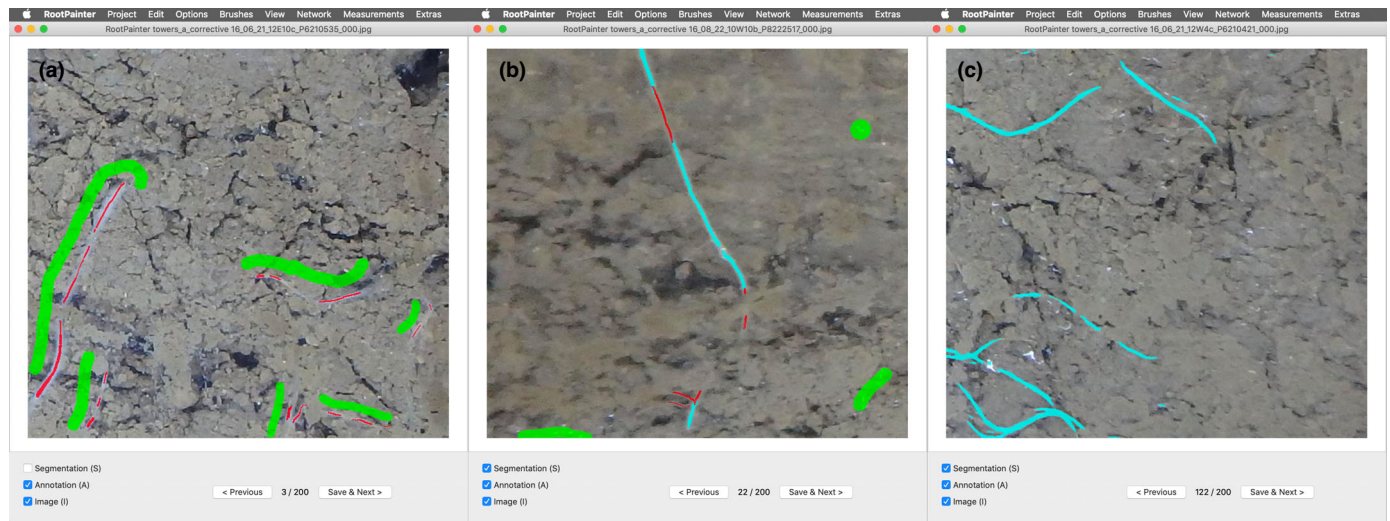 RootPainter Project Edit Options Brushes View Network Measurements Extras
RootPainter towers_a_corrective 16_06_21_12E10c_P6210535_000.jpg
(a)
Segmentation (S)
Annotation (A)
Image (I)
< Previous 3 / 200 Save & Next >
RootPainter Project Edit Options Brushes View Network Measurements Extras
RootPainter towers_a_corrective 16_08_22_10W10b_P8222517_000.jpg
(b)
Segmentation (S)
Annotation (A)
Image (I)
< Previous 22 / 200 Save & Next >
RootPainter Project Edit Options Brushes View Network Measurements Extras
RootPainter towers_a_corrective 16_06_21_12W4c_P6210421_000.jpg
(c)
Segmentation (S)
Annotation (A)
Image (I)
< Previous 122 / 200 Save & Next >